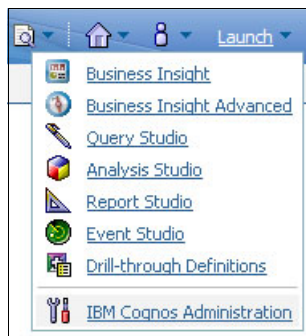 Launch
Business Insight
Business Insight Advanced
Query Studio
Analysis Studio
Report Studio
Event Studio
Drill-through Definitions
IBM Cognos Administration